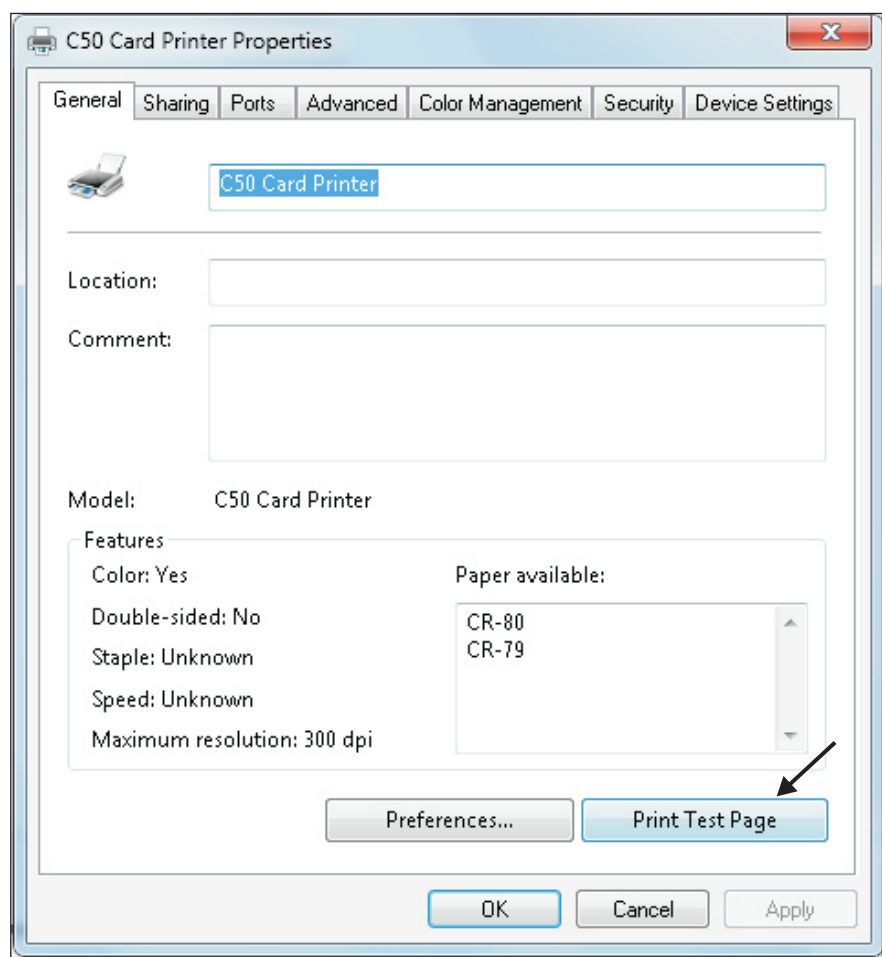 C50 Card Printer Properties
General Sharing Ports Advanced Color Management Security Device Settings
C50 Card Printer
Location:
Comment:
Model: C50 Card Printer
Features
Color: Yes
Paper available:
Double-sided: No
CR-80
CR-79
Staple: Unknown
Speed: Unknown
Maximum resolution: 300 dpi
Preferences... Print Test Page
OK Cancel Apply